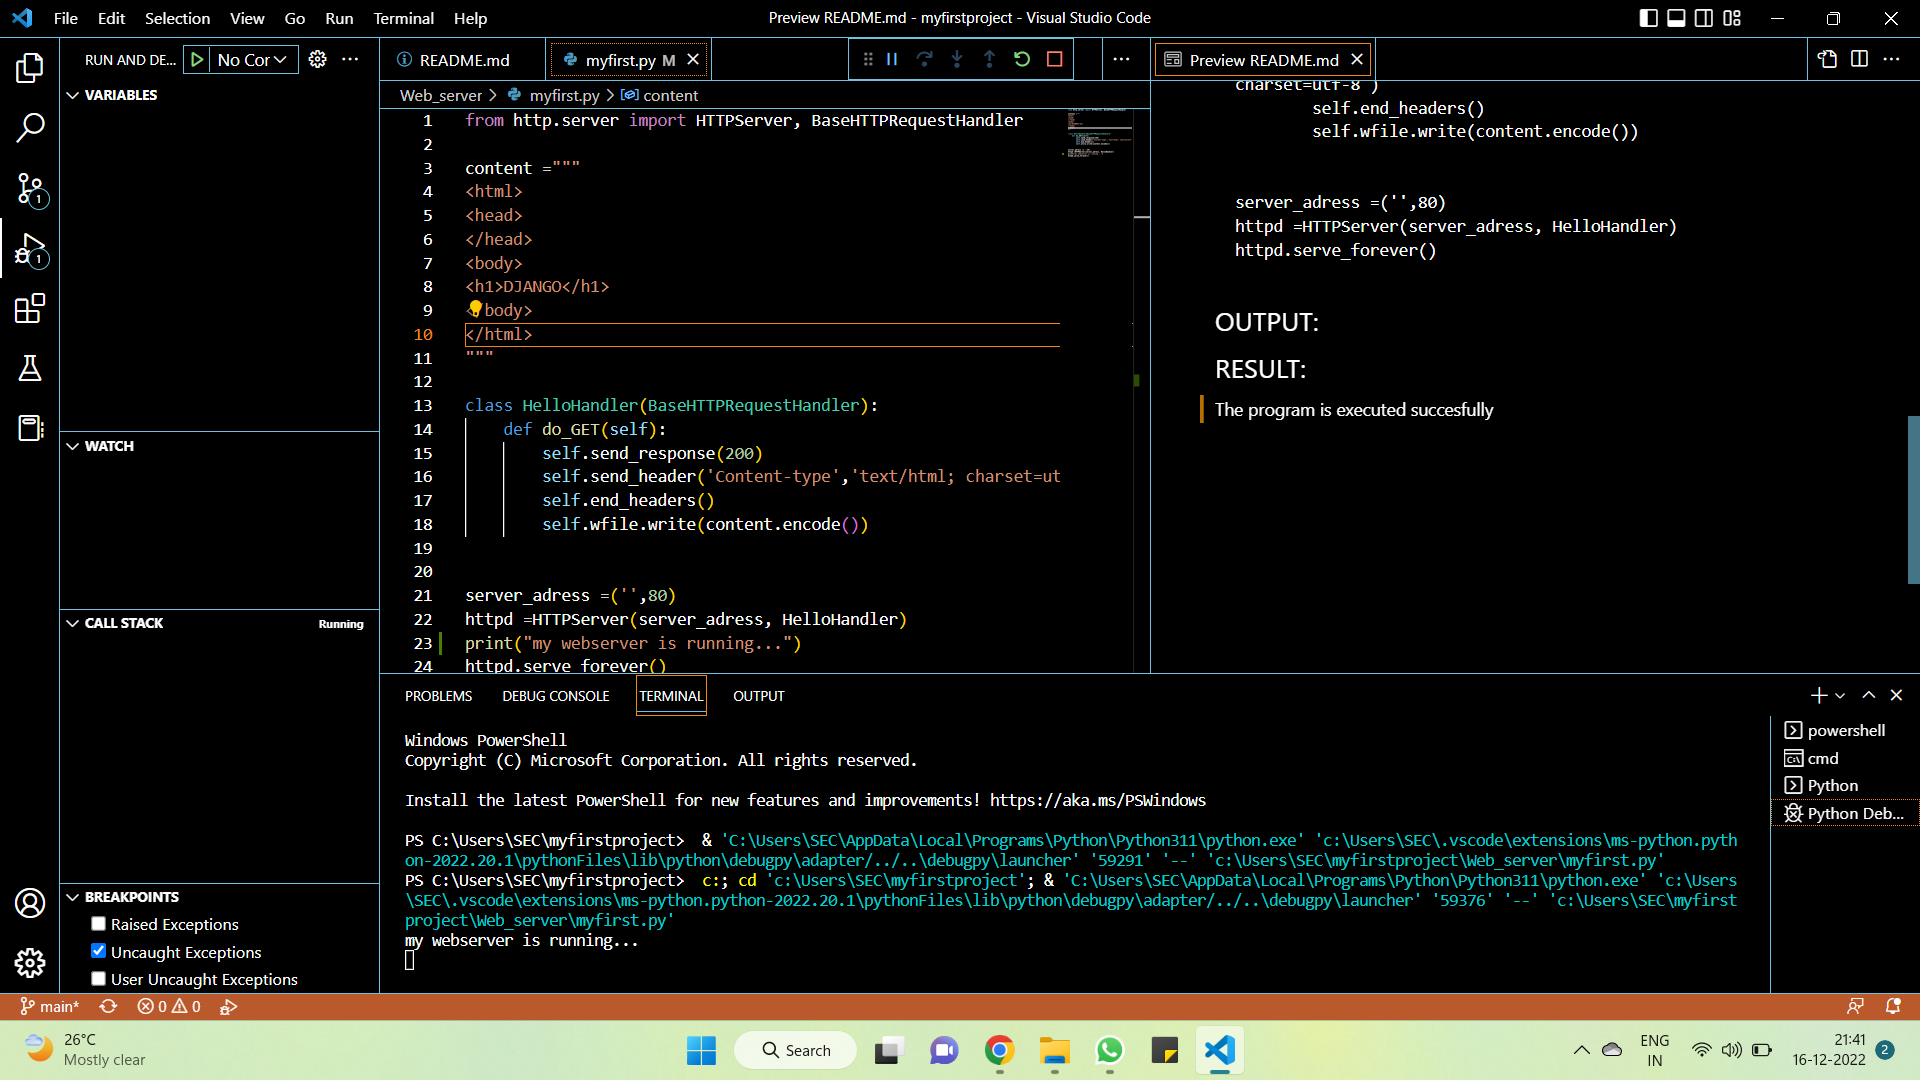 File Edit Selection View Go Run Terminal Help
Preview README.md - myfirstproject - Visual Studio Code
RUN AND DE... No Cor
README.md
myfirst.py M
Preview README.md
VARIABLES
Web_server > myfirst.py > content
1 from http.server import HTTPServer, BaseHTTPRequestHandler
2
3 content ="""
4 <html>
5 <head>
6 </head>
7 <body>
8 <h1>DJANGO</h1>
9 body>
10 </html>
11 """
12
13 class HelloHandler(BaseHTTPRequestHandler):
14 def do_GET(self):
15 self.send_response(200)
16 self.send_header('Content-type','text/html; charset=ut
17 self.end_headers()
18 self.wfile.write(content.encode())
19
20
21 server_adress =('',80)
22 httpd =HTTPServer(server_adress, HelloHandler)
23 print("my webserver is running...")
24 httpd.serve_forever()
charset=utf-8')
self.end_headers()
self.wfile.write(content.encode())
server_adress =('',80)
httpd =HTTPServer(server_adress, HelloHandler)
httpd.serve_forever()
OUTPUT:
RESULT:
The program is executed succesfully
WATCH
CALL STACK Running
BREAKPOINTS
Raised Exceptions
Uncaught Exceptions
User Uncaught Exceptions
PROBLEMS DEBUG CONSOLE TERMINAL OUTPUT
Windows PowerShell
Copyright (C) Microsoft Corporation. All rights reserved.
Install the latest PowerShell for new features and improvements! https://aka.ms/PSWindows
PS C:\Users\SEC\myfirstproject>  & 'C:\Users\SEC\AppData\Local\Programs\Python\Python311\python.exe' 'c:\Users\SEC\.vscode\extensions\ms-python.pyth
on-2022.20.1\pythonFiles\lib\python\debugpy\adapter/../..\debugpy\launcher' '59291' '--' 'c:\Users\SEC\myfirstproject\Web_server\myfirst.py'
PS C:\Users\SEC\myfirstproject>  c:; cd 'c:\Users\SEC\myfirstproject'; & 'C:\Users\SEC\AppData\Local\Programs\Python\Python311\python.exe' 'c:\Users
\SEC\.vscode\extensions\ms-python.python-2022.20.1\pythonFiles\lib\python\debugpy\adapter/../..\debugpy\launcher' '59376' '--' 'c:\Users\SEC\myfirst
project\Web_server\myfirst.py'
my webserver is running...
powershell
cmd
Python
Python Deb...
1
1
main* 0 0
26°C
Mostly clear
Search
ENG
IN
21:41
16-12-2022
2